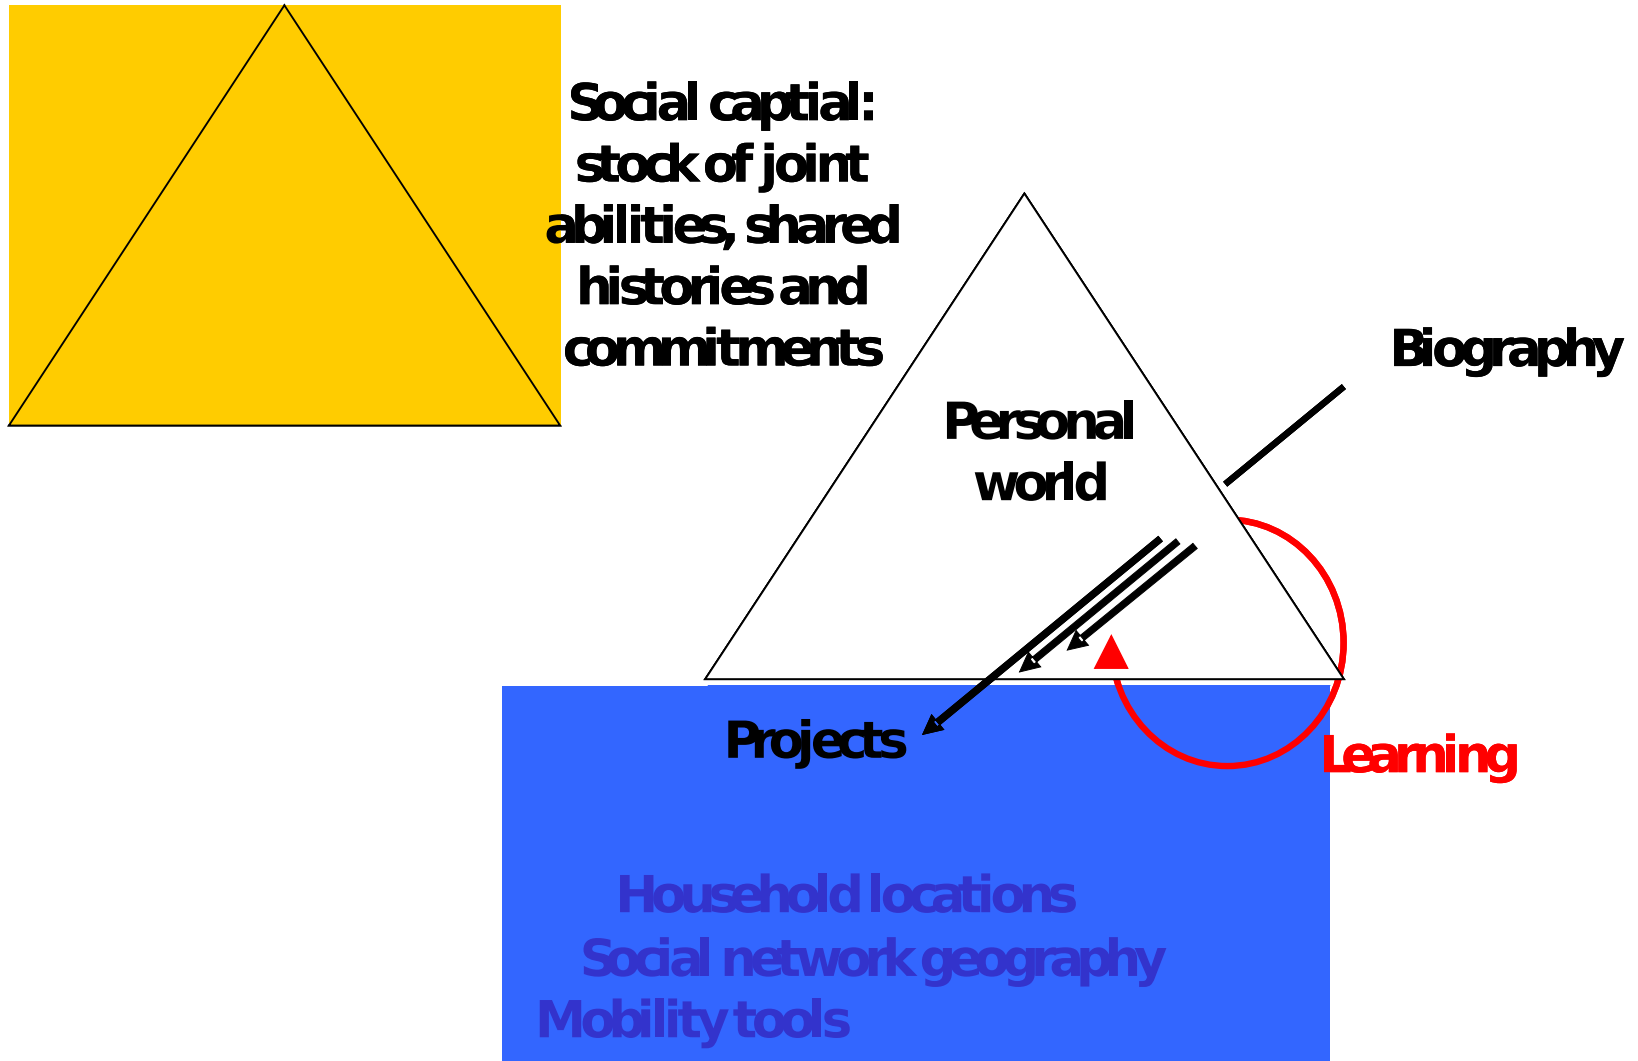 Social captial:
stock of joint
abilities, shared
histories and
commitments
Biography
Personal
world
Projects
Learning
Household locations
Social network geography
Mobility tools